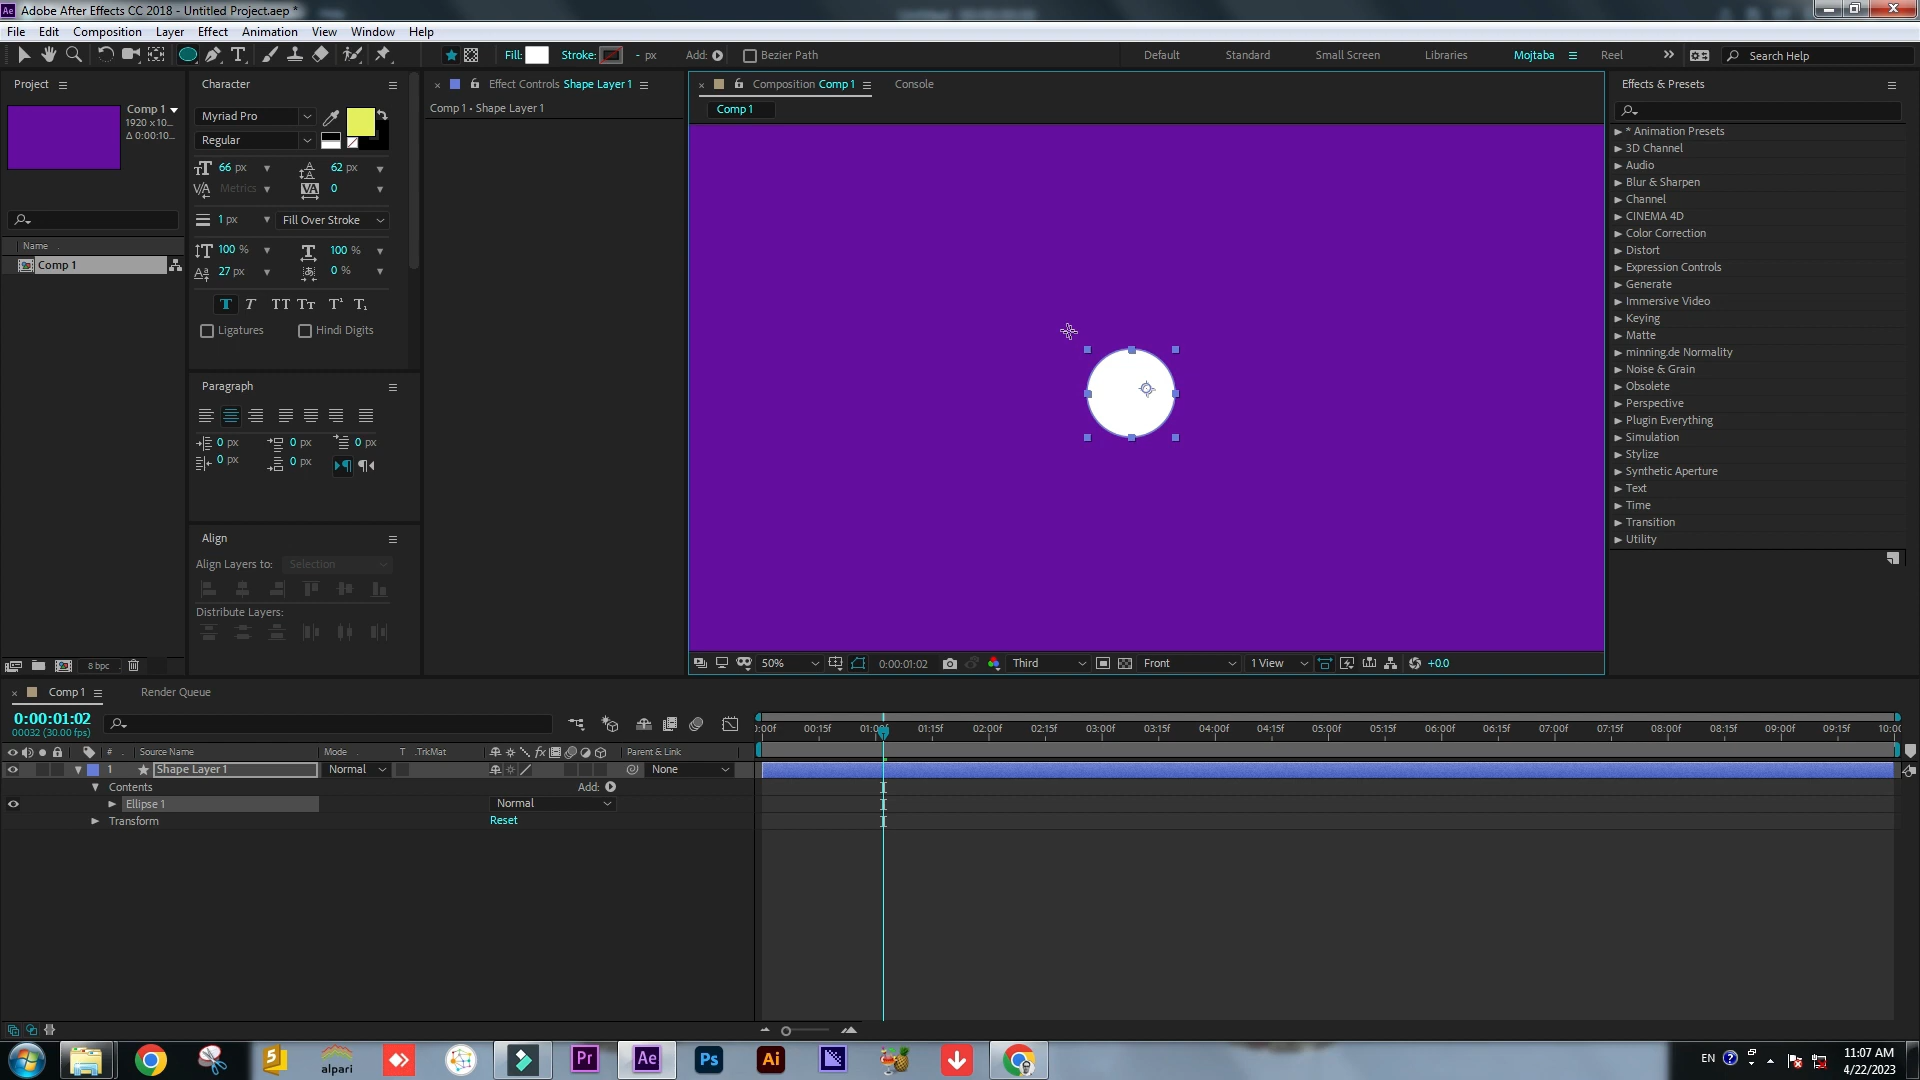 Adobe After Effects CC 2018 - Untitled Project.aep *
File Edit Composition Layer Effect Animation View Window Help
Fill: Stroke: - px Add: Bezier Path Default Standard Small Screen Libraries Mojtaba Reel Search Help
Project
Comp 1
1920 x10...
Δ 0:00:10...
Name
Comp 1
8 bpc
Character
Myriad Pro
Regular
66 px 62 px
Metrics 0
1 px Fill Over Stroke
100 % 100 %
27 px 0 %
Ligatures Hindi Digits
Paragraph
0 px 0 px 0 px
0 px 0 px
Align
Align Layers to: Selection
Distribute Layers:
Effect Controls Shape Layer 1
Comp 1 • Shape Layer 1
Composition Comp 1 Console
Comp 1
50% 0:00:01:02 Third Front 1 View +0.0
Effects & Presets
* Animation Presets
3D Channel
Audio
Blur & Sharpen
Channel
CINEMA 4D
Color Correction
Distort
Expression Controls
Generate
Immersive Video
Keying
Matte
minning.de Normality
Noise & Grain
Obsolete
Perspective
Plugin Everything
Simulation
Stylize
Synthetic Aperture
Text
Time
Transition
Utility
Comp 1 Render Queue
0:00:01:02
00032 (30.00 fps)
:00f 00:15f 01:00f 01:15f 02:00f 02:15f 03:00f 03:15f 04:00f 04:15f 05:00f 05:15f 06:00f 06:15f 07:00f 07:15f 08:00f 08:15f 09:00f 09:15f 10:00
# Source Name Mode T .TrkMat Parent & Link
1 Shape Layer 1 Normal None
Contents Add:
Ellipse 1 Normal
Transform Reset
alpari Pr Ae Ps Ai
EN 11:07 AM
4/22/2023